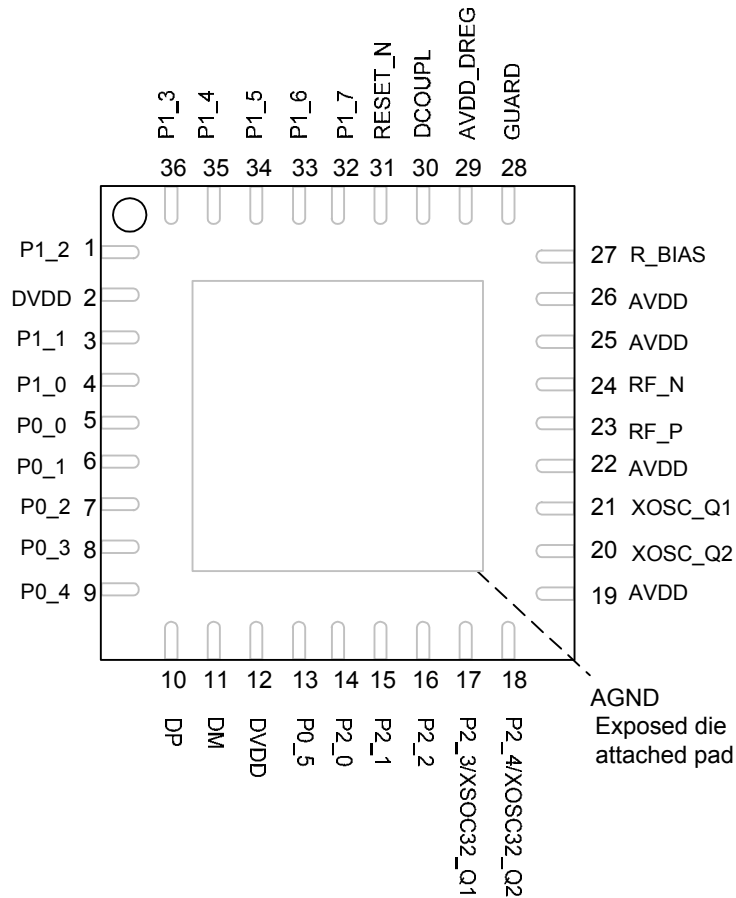 P1_3
P1_4
P1_5
P1_6
P1_7
RESET_N
DCOUPL
AVDD_DREG
GUARD
36 35 34 33 32 31 30 29 28
P1_2 1
DVDD 2
P1_1 3
P1_0 4
P0_0 5
P0_1 6
P0_2 7
P0_3 8
P0_4 9
27 R_BIAS
26 AVDD
25 AVDD
24 RF_N
23 RF_P
22 AVDD
21 XOSC_Q1
20 XOSC_Q2
19 AVDD
10 11 12 13 14 15 16 17 18
DP
DM
DVDD
P0_5
P2_0
P2_1
P2_2
P2_3/XSOC32_Q1
P2_4/XOSC32_Q2
AGND
Exposed die
attached pad